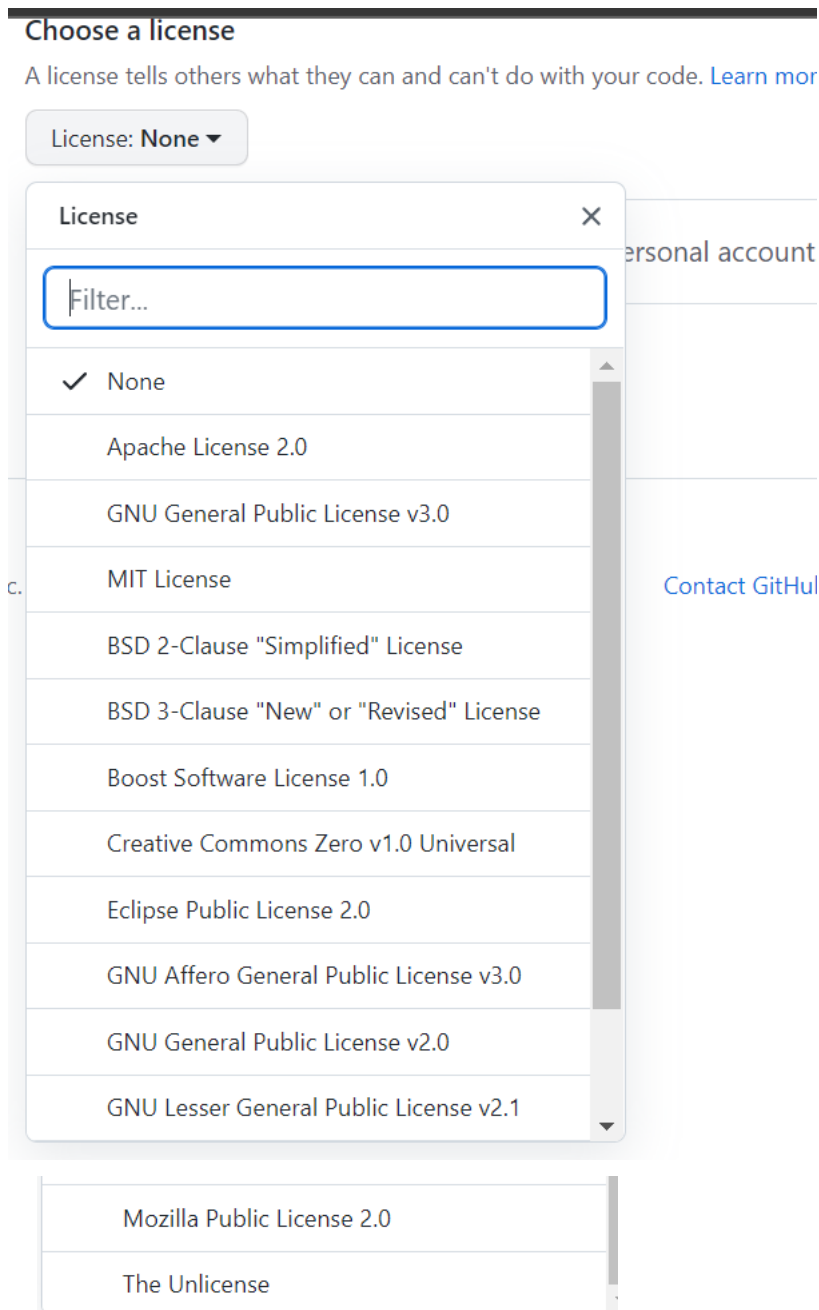 Choose a license
A license tells others what they can and can't do with your code. Learn mor
License: None
License
ersonal account
Filter...
None
Apache License 2.0
GNU General Public License v3.0
MIT License
c.
Contact GitHu
BSD 2-Clause "Simplified" License
BSD 3-Clause "New" or "Revised" License
Boost Software License 1.0
Creative Commons Zero v1.0 Universal
Eclipse Public License 2.0
GNU Affero General Public License v3.0
GNU General Public License v2.0
GNU Lesser General Public License v2.1
Mozilla Public License 2.0
The Unlicense